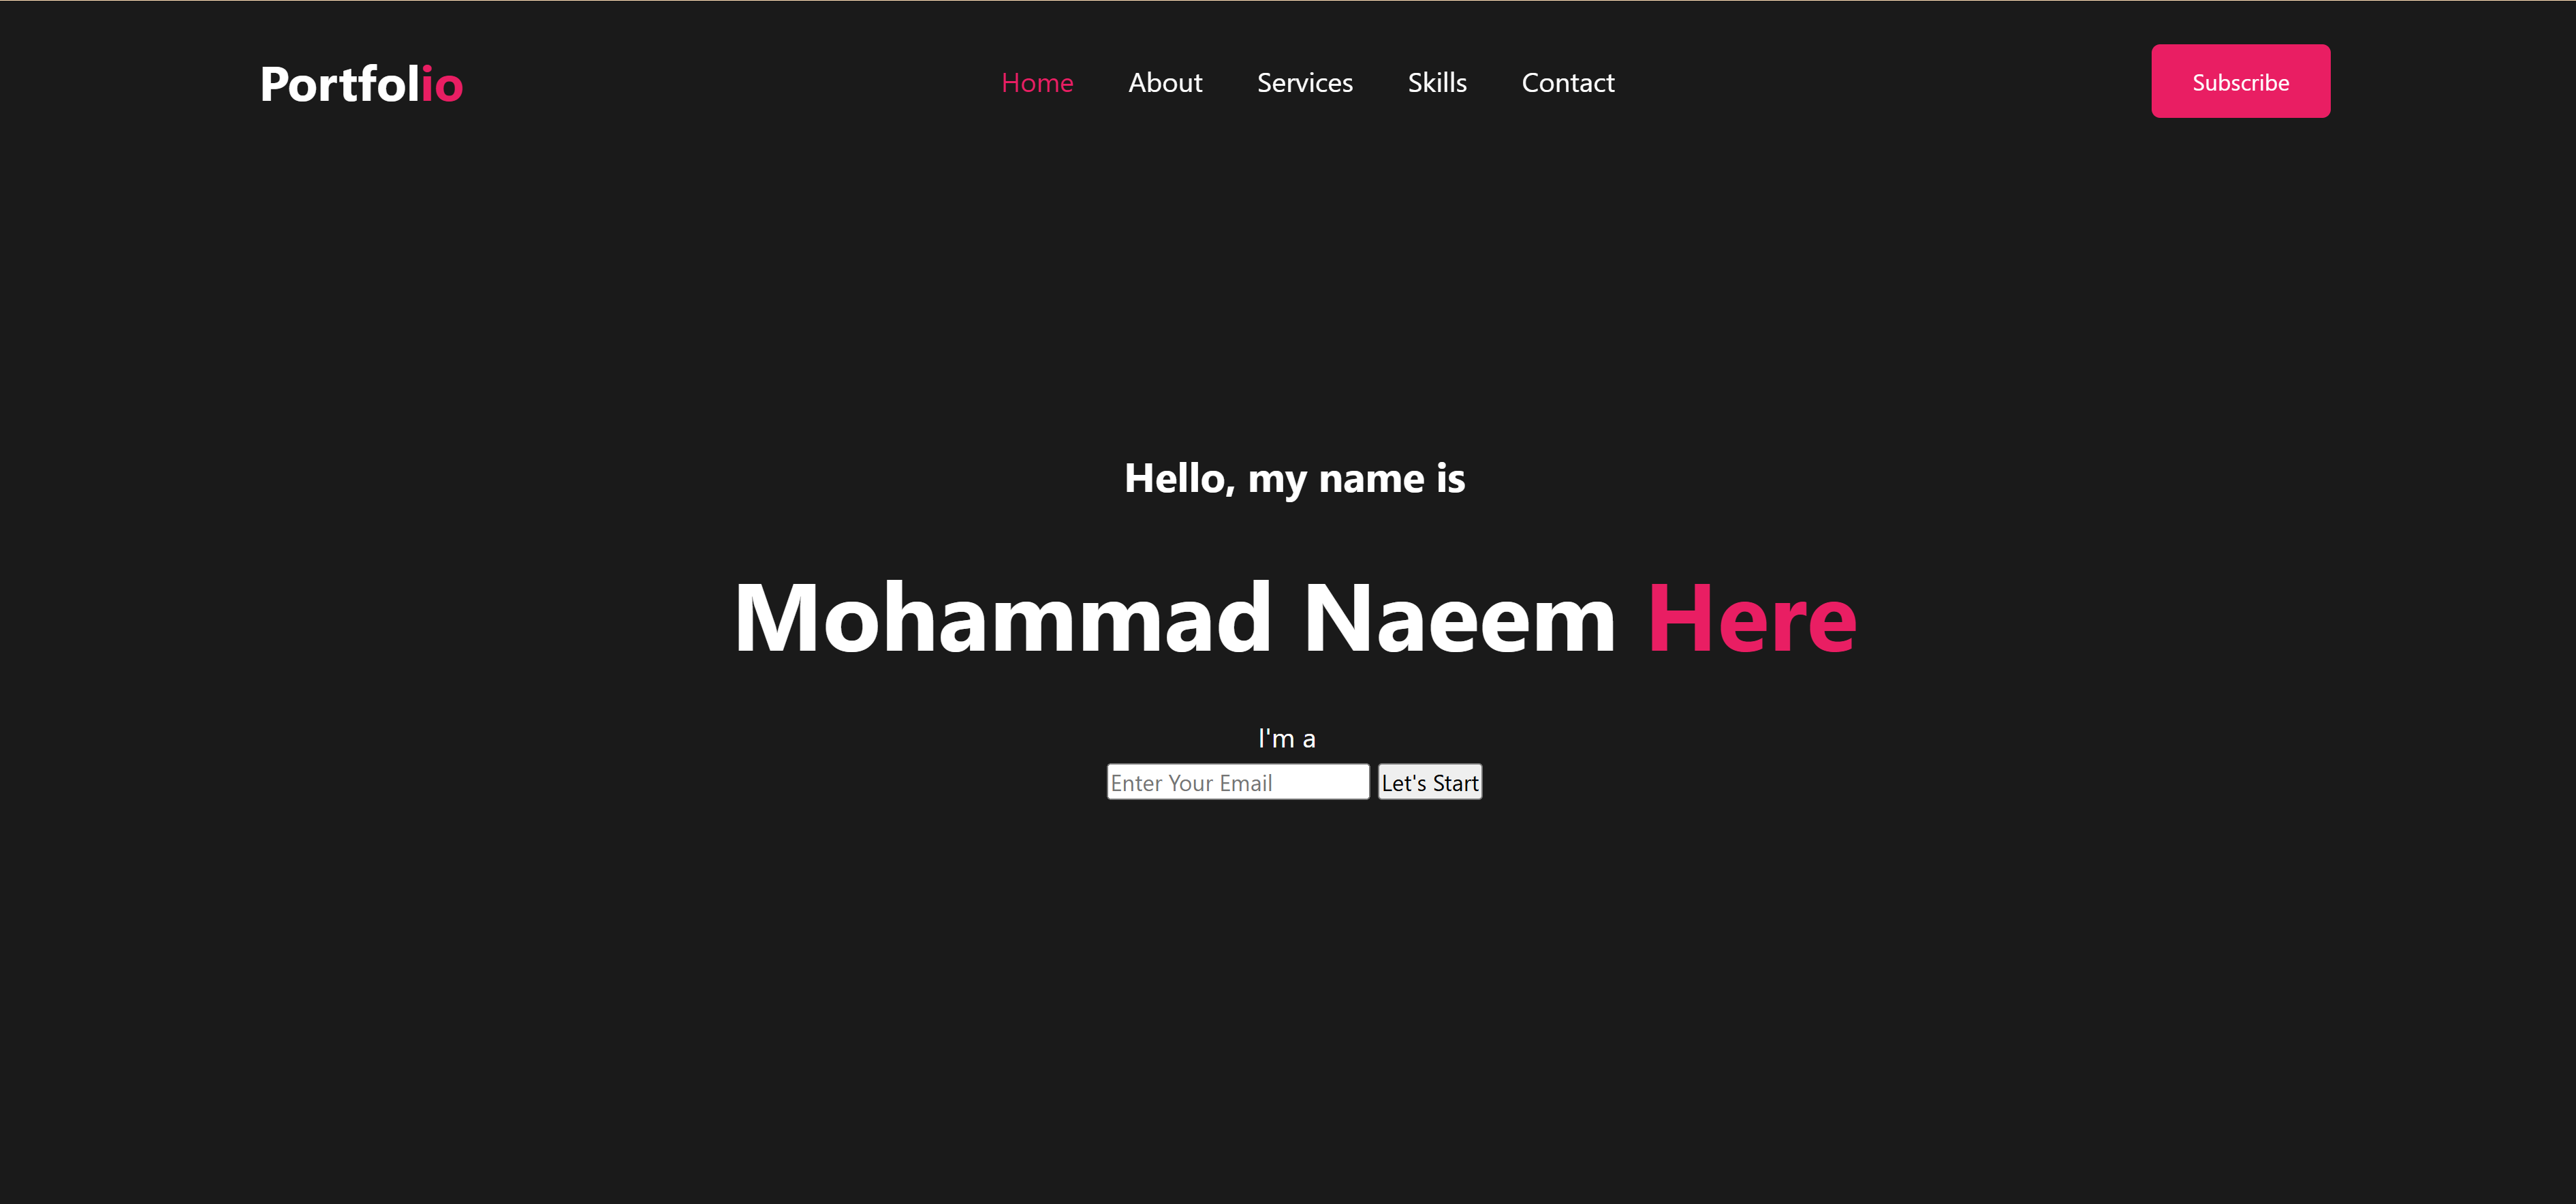 Portfolio
Home About Services Skills Contact
Subscribe
Hello, my name is
Mohammad Naeem Here
I'm a
Enter Your Email Let's Start